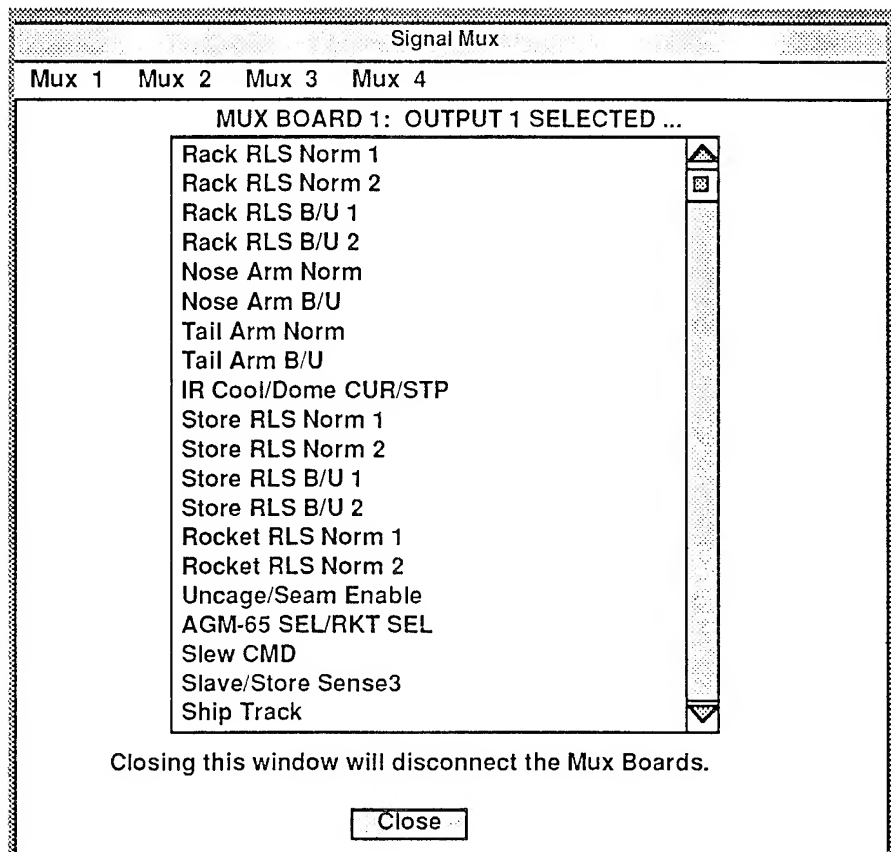 Signal Mux
Mux 1 Mux 2 Mux 3 Mux 4
MUX BOARD 1: OUTPUT 1 SELECTED ...
Rack RLS Norm 1
Rack RLS Norm 2
Rack RLS B/U 1
Rack RLS B/U 2
Nose Arm Norm
Nose Arm B/U
Tail Arm Norm
Tail Arm B/U
IR Cool/Dome CUR/STP
Store RLS Norm 1
Store RLS Norm 2
Store RLS B/U 1
Store RLS B/U 2
Rocket RLS Norm 1
Rocket RLS Norm 2
Uncage/Seam Enable
AGM-65 SEL/RKT SEL
Slew CMD
Slave/Store Sense3
Ship Track
Closing this window will disconnect the Mux Boards.
Close